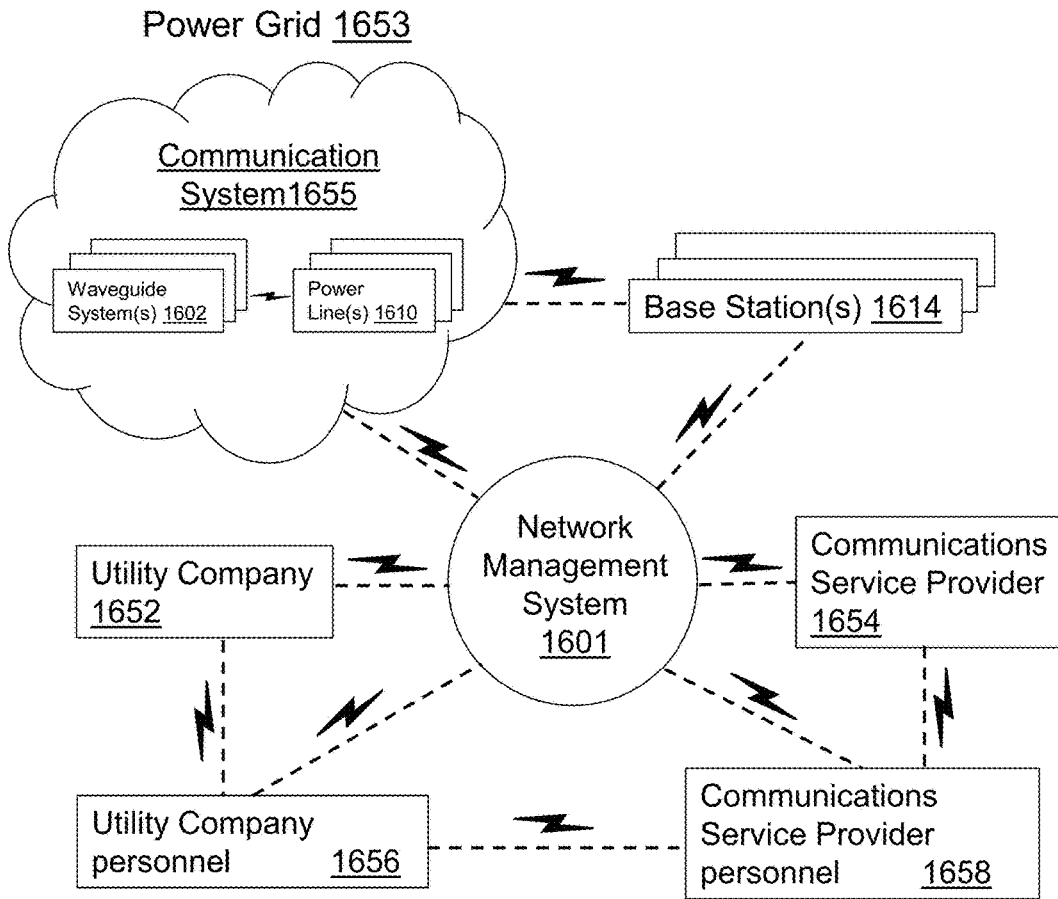 Power Grid 1653
Communication
System1655
Waveguide
System(s) 1602
Power
Line(s) 1610
Base Station(s) 1614
Network
Management
System
1601
Utility Company
1652
Communications
Service Provider
1654
Utility Company
personnel 1656
Communications
Service Provider
personnel 1658